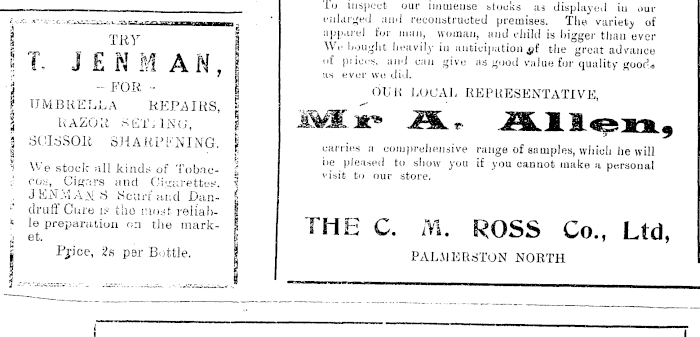 TRY
T. JENMAN,
– FOR –
UMBRELLA REPAIRS,
RAZOR SETTING,
SCISSOR SHARPENING.
We stock all kinds of Tobac-
cos, Cigars and Cigarettes.
JENMAN'S Scurf and Dan-
druff Cure is the most reliab-
le preparation on the mark-
et.
Price, 2s per Bottle.
To inspect our immense stocks as displayed in our
enlarged and reconstructed premises. The variety of
apparel for man, woman, and child is bigger than ever
We bought heavily in anticipation of the great advance
of prices, and can give as good value for quality goods
as ever we did.
OUR LOCAL REPRESENTATIVE,
Mr A. Allen,
carries a comprehensive range of samples, which he will
be pleased to show you if you cannot make a personal
visit to our store.
THE C. M. ROSS Co., Ltd,
PALMERSTON NORTH